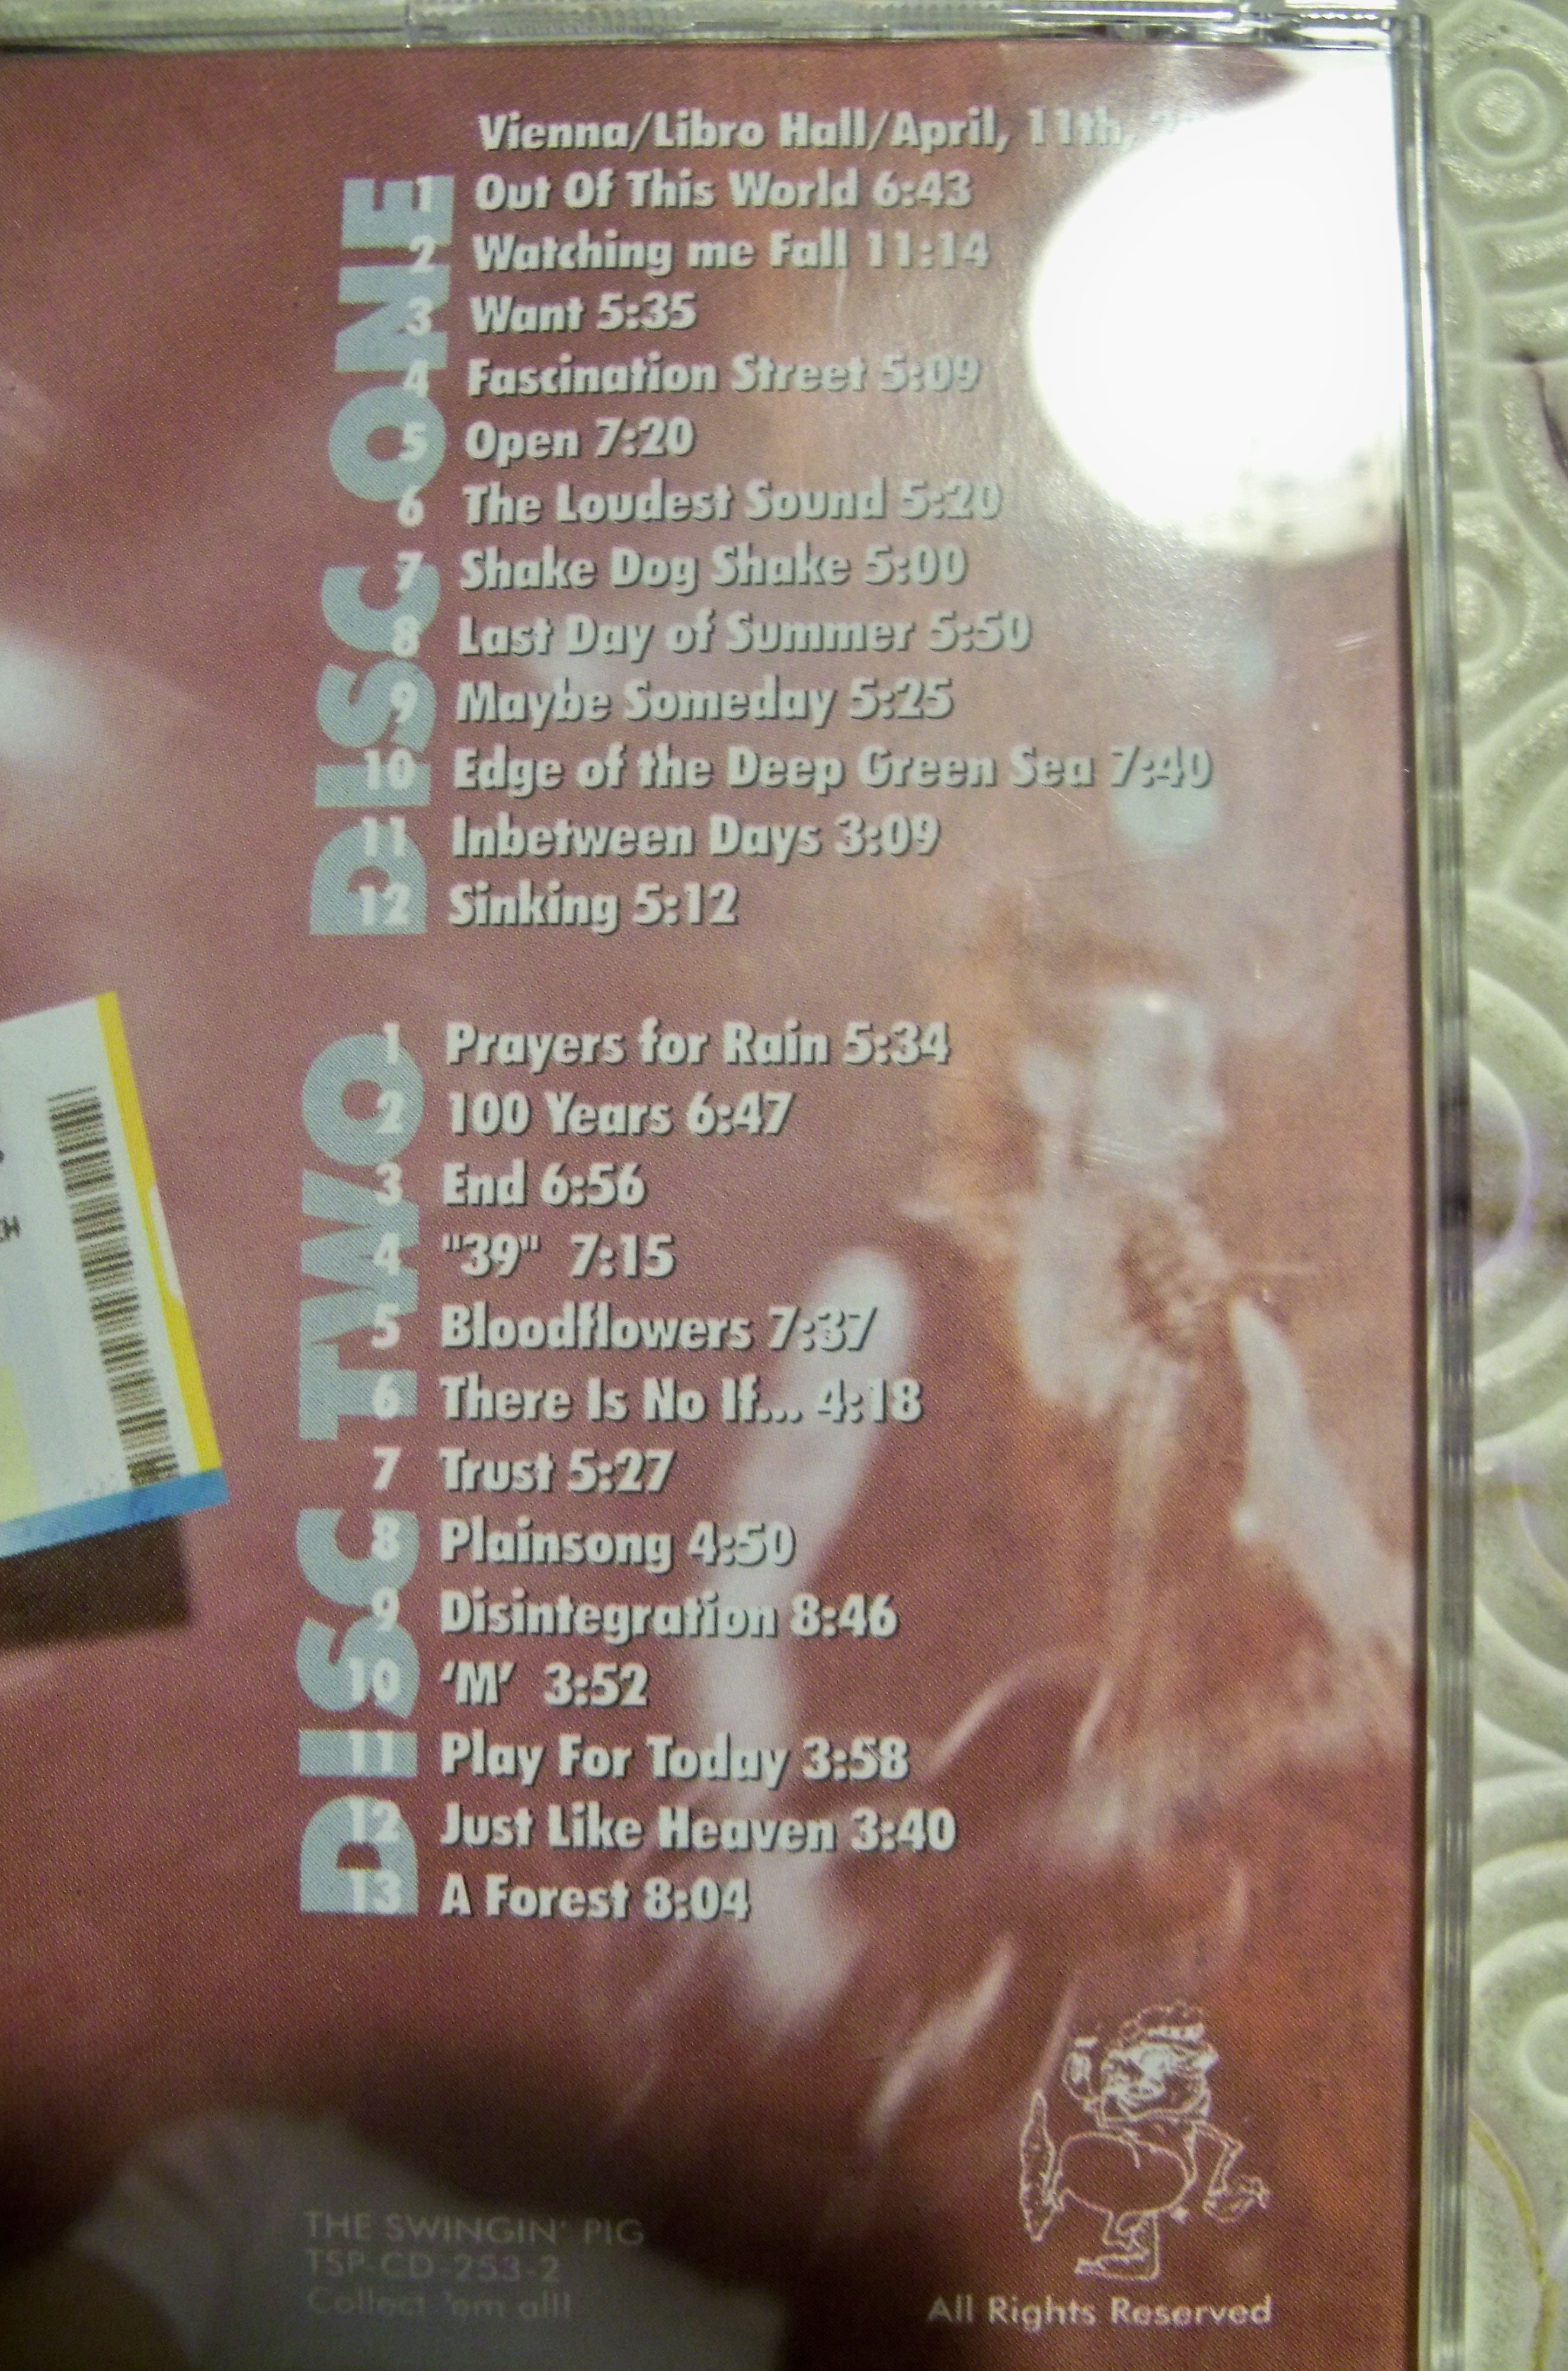 Vienna/Libro Hall/April, 11th,
DISC ONE
1 Out Of This World 6:43
2 Watching me Fall 11:14
3 Want 5:35
4 Fascination Street 5:09
5 Open 7:20
6 The Loudest Sound 5:20
7 Shake Dog Shake 5:00
8 Last Day of Summer 5:50
9 Maybe Someday 5:25
10 Edge of the Deep Green Sea 7:40
11 Inbetween Days 3:09
12 Sinking 5:12
DISC TWO
1 Prayers for Rain 5:34
2 100 Years 6:47
3 End 6:56
4 "39" 7:15
5 Bloodflowers 7:37
6 There Is No If... 4:18
7 Trust 5:27
8 Plainsong 4:50
9 Disintegration 8:46
10 ‘M’ 3:52
11 Play For Today 3:58
12 Just Like Heaven 3:40
13 A Forest 8:04
THE SWINGIN' PIG
TSP-CD-253-2
Collect 'em all!
All Rights Reserved